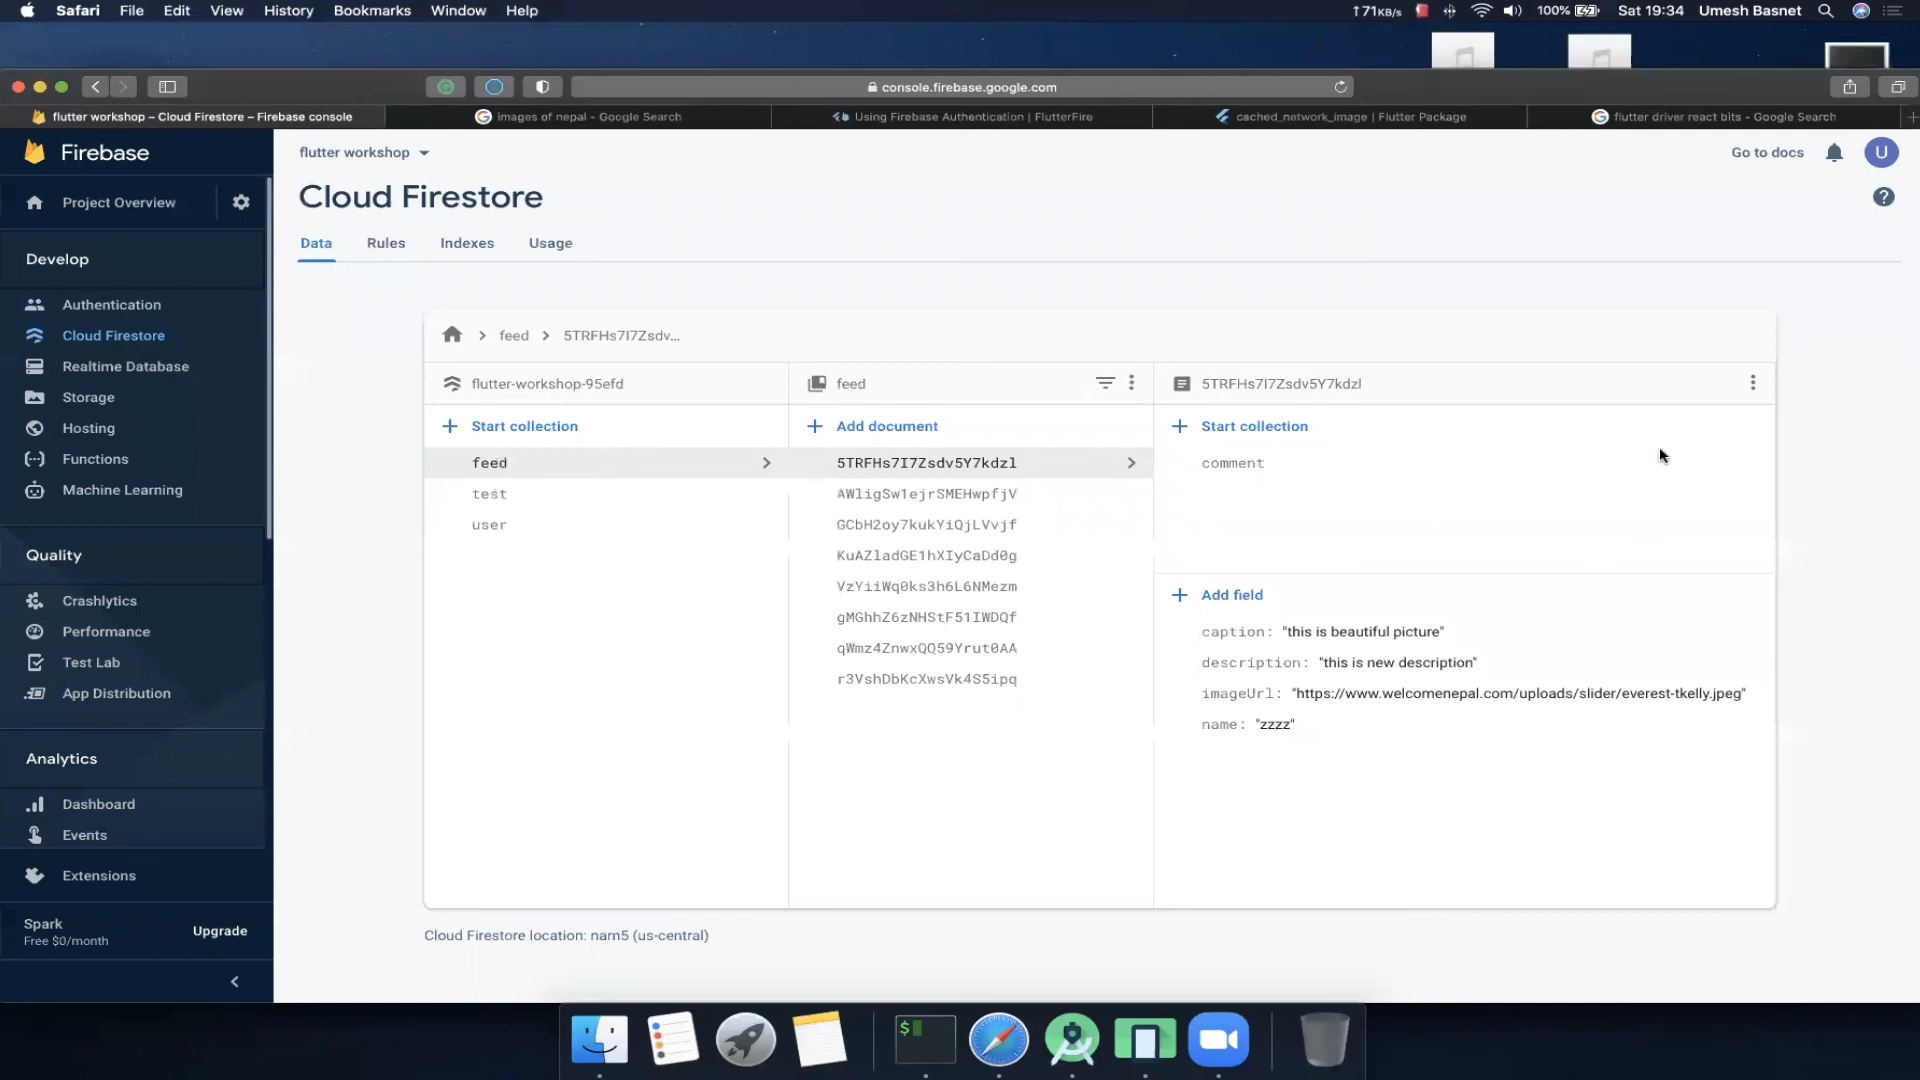 Safari File Edit View History Bookmarks Window Help
↑71KB/s 100% Sat 19:34 Umesh Basnet
console.firebase.google.com
flutter workshop – Cloud Firestore – Firebase console
images of nepal - Google Search
Using Firebase Authentication | FlutterFire
cached_network_image | Flutter Package
flutter driver react bits - Google Search
Firebase
flutter workshop
Go to docs
U
Project Overview
Cloud Firestore
?
Data Rules Indexes Usage
Develop
Authentication
Cloud Firestore
Realtime Database
Storage
Hosting
Functions
Machine Learning
Quality
Crashlytics
Performance
Test Lab
App Distribution
Analytics
Dashboard
Events
Extensions
Spark
Free $0/month
Upgrade
feed > 5TRFHs7I7Zsdv...
flutter-workshop-95efd
Start collection
feed
test
user
feed
Add document
5TRFHs7I7Zsdv5Y7kdzl
AWligSw1ejrSMEHwpfjV
GCbH2oy7kukYiQjLVvjf
KuAZladGE1hXIyCaDd0g
VzYiiWq0ks3h6L6NMezm
gMGhhZ6zNHStF51IWDQf
qWmz4ZnwxQQ59Yrut0AA
r3VshDbKcXwsVk4S5ipq
5TRFHs7I7Zsdv5Y7kdzl
Start collection
comment
Add field
caption: "this is beautiful picture"
description: "this is new description"
imageUrl: "https://www.welcomenepal.com/uploads/slider/everest-tkelly.jpeg"
name: "zzzz"
Cloud Firestore location: nam5 (us-central)
$